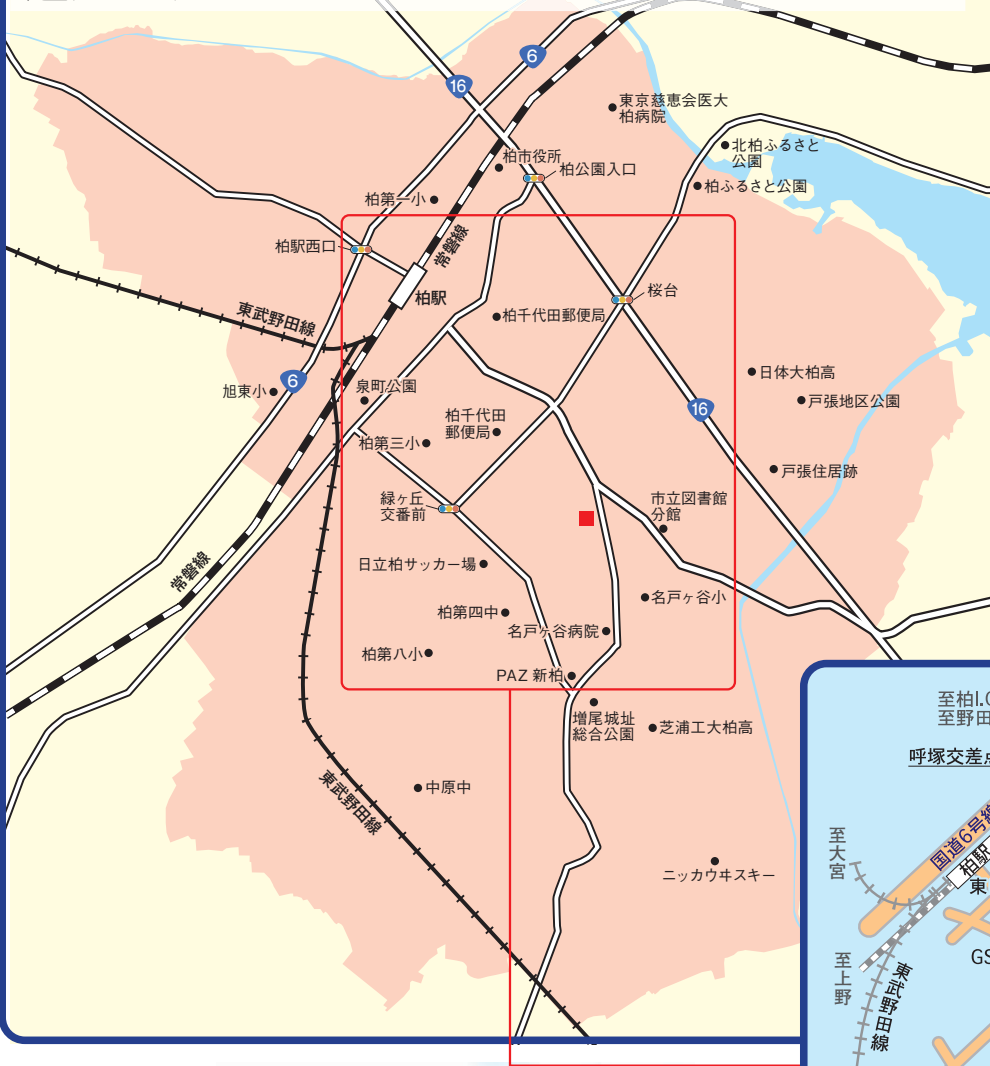 6
16
東京慈恵会医大
柏病院
北柏ふるさと
公園
柏市役所
柏公園入口
柏ふるさと公園
柏第一小
柏駅西口
常磐線
柏駅
桜台
東武野田線
柏千代田郵便局
6
旭東小
泉町公園
日体大柏高
戸張地区公園
16
柏千代田
郵便局
柏第三小
戸張住居跡
緑ヶ丘
交番前
市立図書館
分館
常磐線
日立柏サッカー場
名戸ヶ谷小
柏第四中
名戸ヶ谷病院
柏第八小
PAZ 新柏
増尾城址
総合公園
芝浦工大柏高
東武野田線
中原中
ニッカウヰスキー
至柏I.C
至野田
呼塚交差点
至大宮
国道6号線
柏駅
東
至上野
東武野田線
GS